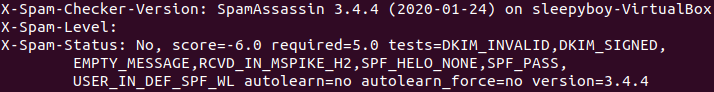 X-Spam-Checker-Version: SpamAssassin 3.4.4 (2020-01-24) on sleepyboy-VirtualBox
X-Spam-Level:
X-Spam-Status: No, score=-6.0 required=5.0 tests=DKIM_INVALID,DKIM_SIGNED,
EMPTY_MESSAGE,RCVD_IN_MSPIKE_H2,SPF_HELO_NONE,SPF_PASS,
USER_IN_DEF_SPF_WL autolearn=no autolearn_force=no version=3.4.4